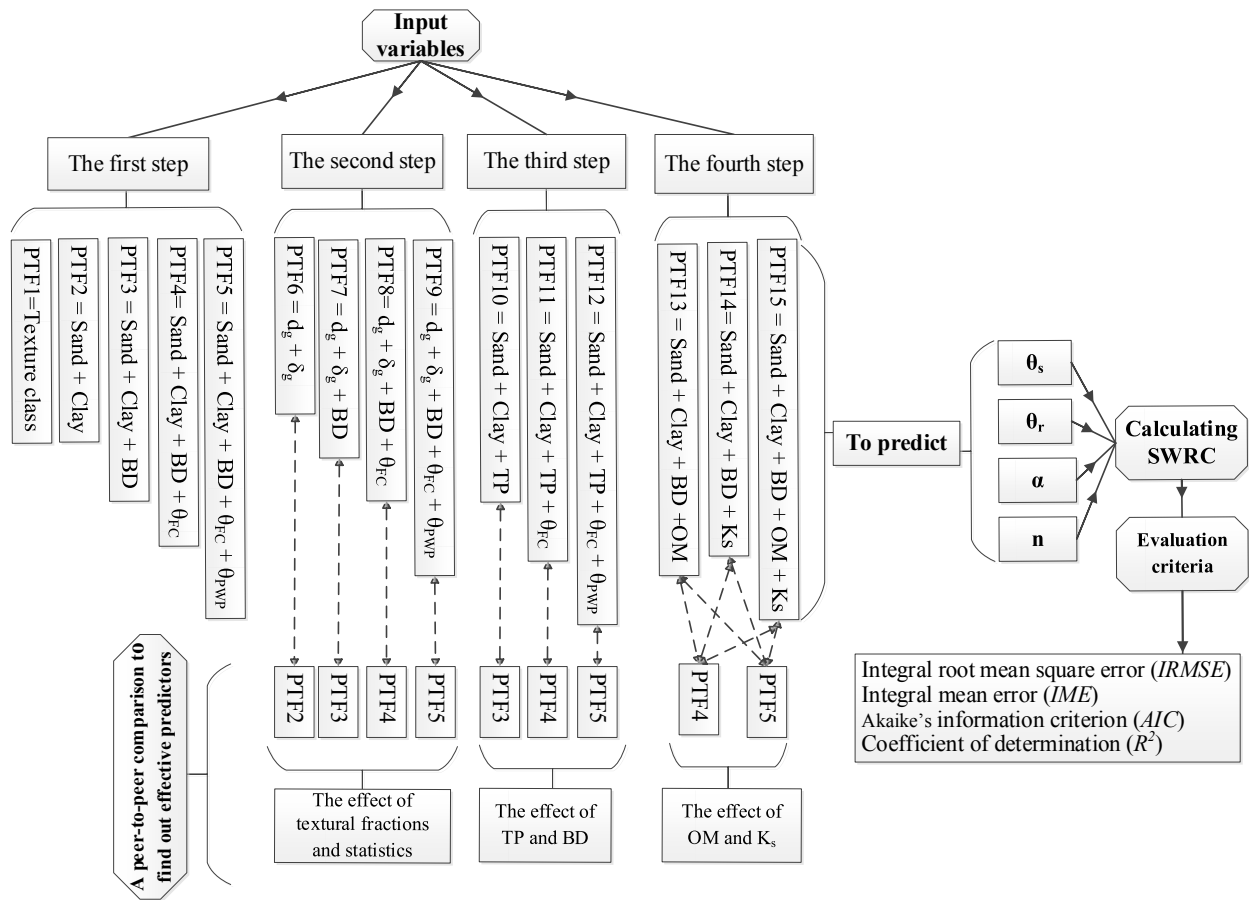 Input
variables
The first step
The second step
The third step
The fourth step
PTF1=Texture class
PTF2 = Sand + Clay
PTF3 = Sand + Clay + BD
PTF4= Sand + Clay + BD + θFC
PTF5 = Sand + Clay + BD + θFC + θPWP
PTF6 = dg + δg
PTF7 = dg + δg + BD
PTF8= dg + δg + BD + θFC
PTF9 = dg + δg + BD + θFC + θPWP
PTF10 = Sand + Clay + TP
PTF11 = Sand + Clay + TP + θFC
PTF12 = Sand + Clay + TP + θFC + θPWP
PTF13 = Sand + Clay + BD +OM
PTF14= Sand + Clay + BD + Ks
PTF15 = Sand + Clay + BD + OM + Ks
To predict
θs
θr
α
n
Calculating
SWRC
Evaluation
criteria
Integral root mean square error (IRMSE)
Integral mean error (IME)
Akaike's information criterion (AIC)
Coefficient of determination (R²)
A peer-to-peer comparison to
find out effective predictors
PTF2
PTF3
PTF4
PTF5
PTF3
PTF4
PTF5
PTF4
PTF5
The effect of
textural fractions
and statistics
The effect of
TP and BD
The effect of
OM and Ks